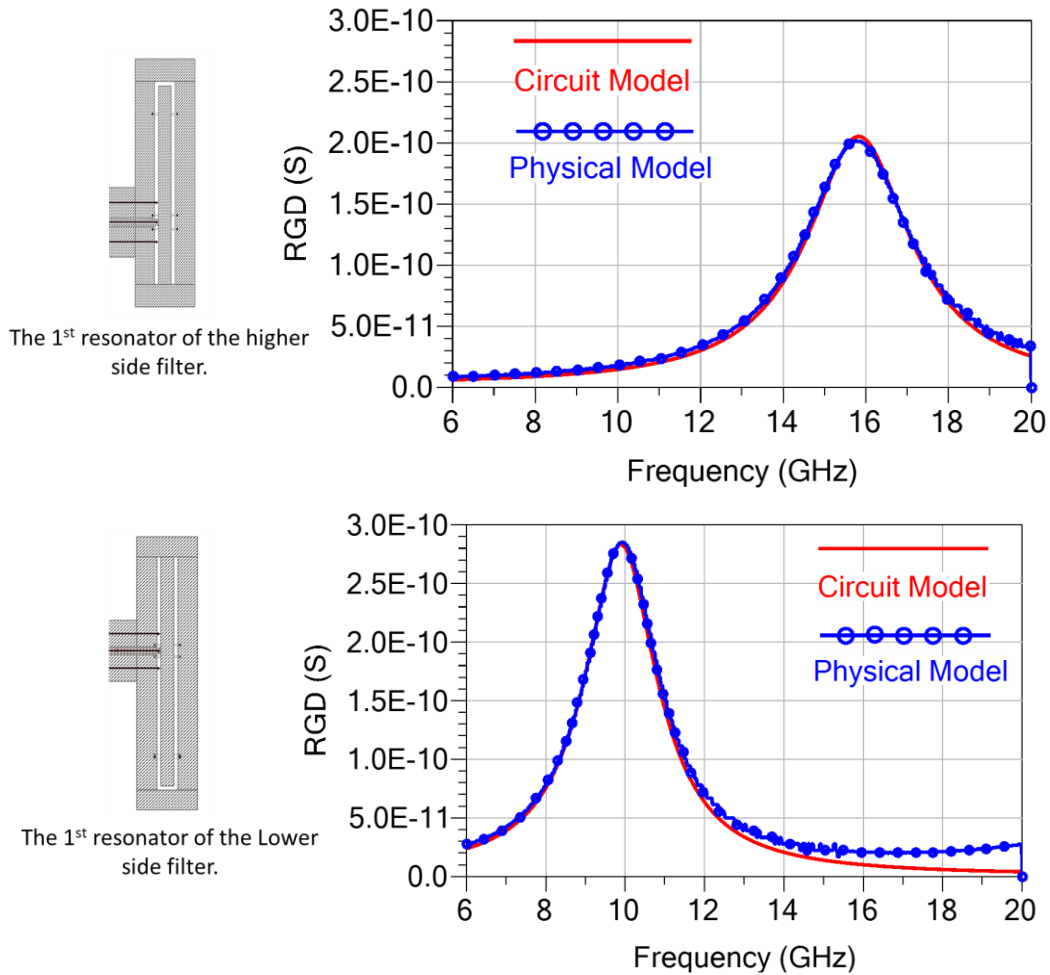 3.0E-10
2.5E-10
2.0E-10
1.5E-10
1.0E-10
5.0E-11
0.0
RGD (S)
Circuit Model
Physical Model
6 8 10 12 14 16 18 20
Frequency (GHz)
The 1st resonator of the higher
side filter.
3.0E-10
2.5E-10
2.0E-10
1.5E-10
1.0E-10
5.0E-11
0.0
RGD (S)
Circuit Model
Physical Model
6 8 10 12 14 16 18 20
Frequency (GHz)
The 1st resonator of the Lower
side filter.